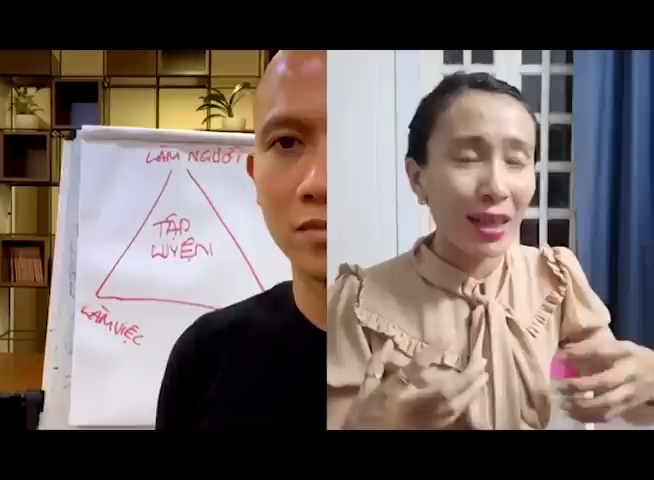 LÀM NGƯỜI
TẬP
LUYỆN
LÀM VIỆC